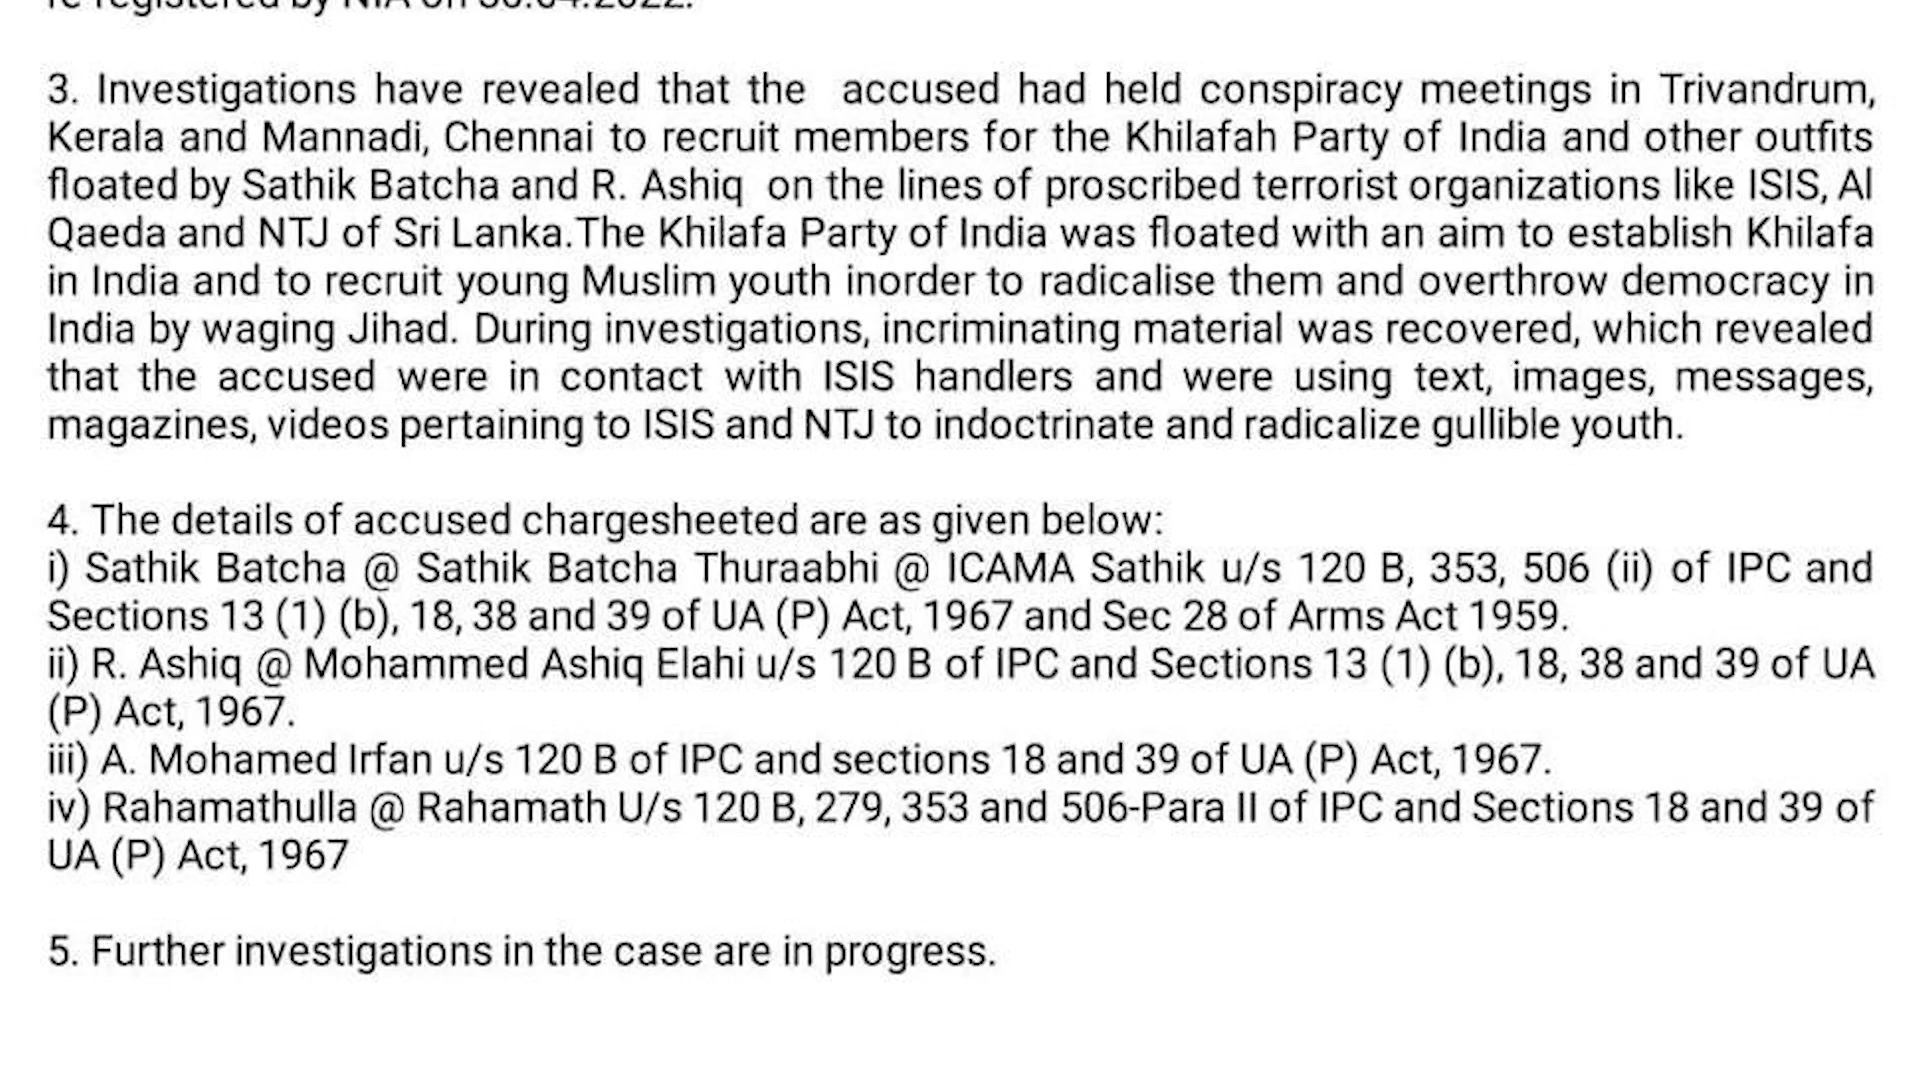 re registered by NIA on 30.04.2022.
3. Investigations have revealed that the accused had held conspiracy meetings in Trivandrum,
Kerala and Mannadi, Chennai to recruit members for the Khilafah Party of India and other outfits
floated by Sathik Batcha and R. Ashiq on the lines of proscribed terrorist organizations like ISIS, Al
Qaeda and NTJ of Sri Lanka.The Khilafa Party of India was floated with an aim to establish Khilafa
in India and to recruit young Muslim youth inorder to radicalise them and overthrow democracy in
India by waging Jihad. During investigations, incriminating material was recovered, which revealed
that the accused were in contact with ISIS handlers and were using text, images, messages,
magazines, videos pertaining to ISIS and NTJ to indoctrinate and radicalize gullible youth.
4. The details of accused chargesheeted are as given below:
i) Sathik Batcha @ Sathik Batcha Thuraabhi @ ICAMA Sathik u/s 120 B, 353, 506 (ii) of IPC and
Sections 13 (1) (b), 18, 38 and 39 of UA (P) Act, 1967 and Sec 28 of Arms Act 1959.
ii) R. Ashiq @ Mohammed Ashiq Elahi u/s 120 B of IPC and Sections 13 (1) (b), 18, 38 and 39 of UA
(P) Act, 1967.
iii) A. Mohamed Irfan u/s 120 B of IPC and sections 18 and 39 of UA (P) Act, 1967.
iv) Rahamathulla @ Rahamath U/s 120 B, 279, 353 and 506-Para II of IPC and Sections 18 and 39 of
UA (P) Act, 1967
5. Further investigations in the case are in progress.